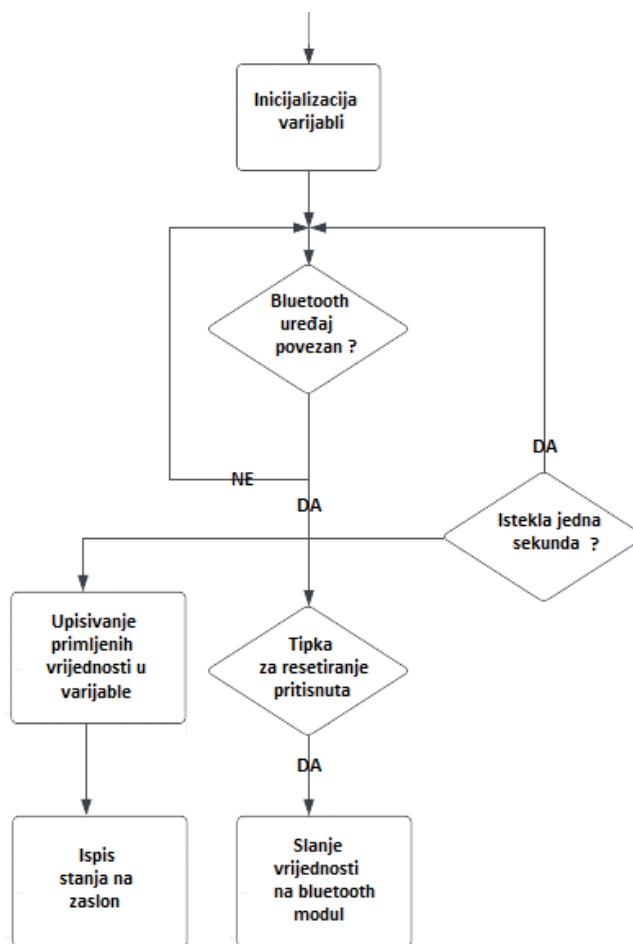 Inicijalizacija
varijabli
Bluetooth
uređaj
povezan ?
NE
DA
DA
Istekla jedna
sekunda ?
Upisivanje
primljenih
vrijednosti u
varijable
Tipka
za resetiranje
pritisnuta
DA
Ispis
stanja na
zaslon
Slanje
vrijednosti
na bluetooth
modul